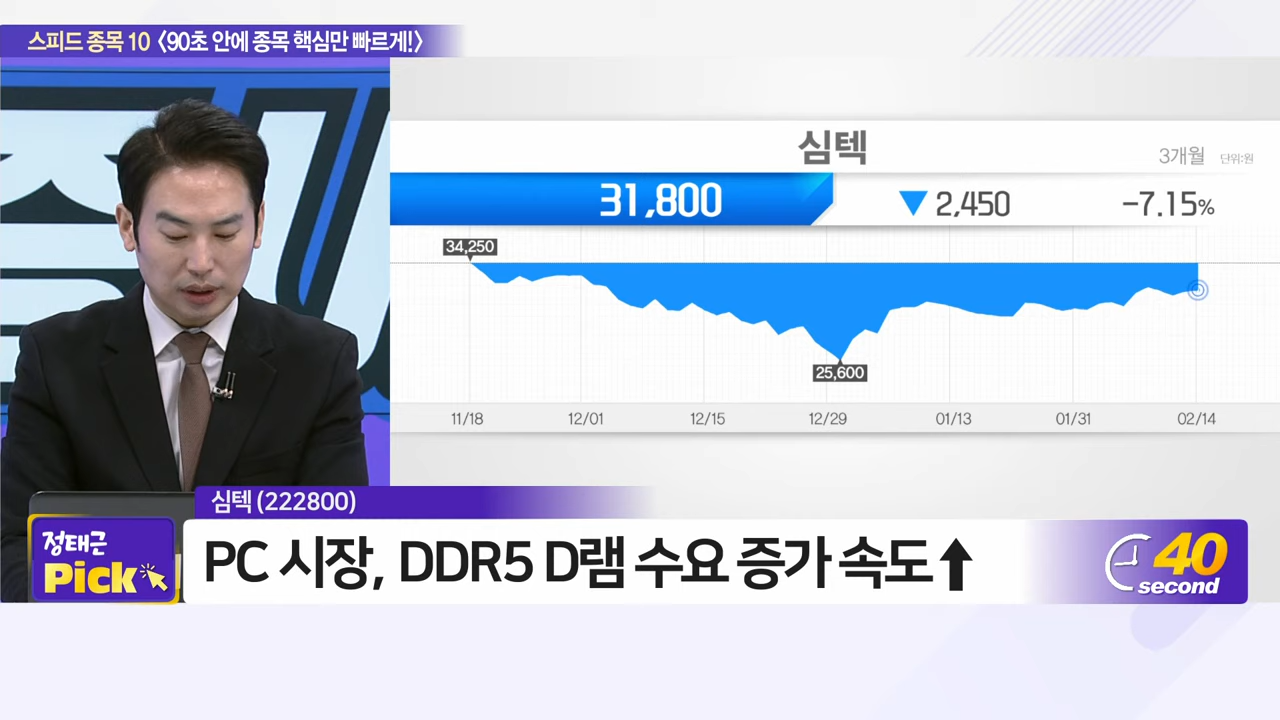 스피드 종목 10 <90초 안에 종목 핵심만 빠르게!>
심텍
3개월 단위:원
31,800 ▼ 2,450 -7.15%
34,250
25,600
11/18 12/01 12/15 12/29 01/13 01/31 02/14
심텍 (222800)
정태근
Pick
PC 시장, DDR5 D램 수요 증가 속도↑
40
second